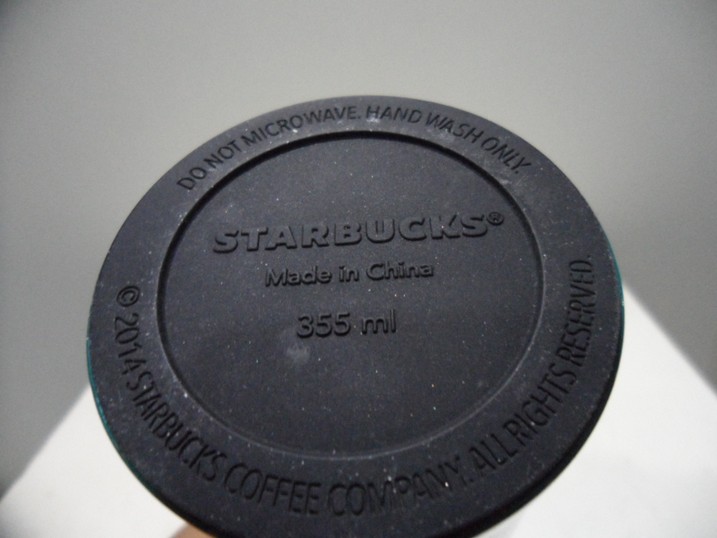 DO NOT MICROWAVE. HAND WASH ONLY.
STARBUCKS®
Made in China
355 ml
© 2014 STARBUCKS COFFEE COMPANY. ALL RIGHTS RESERVED.